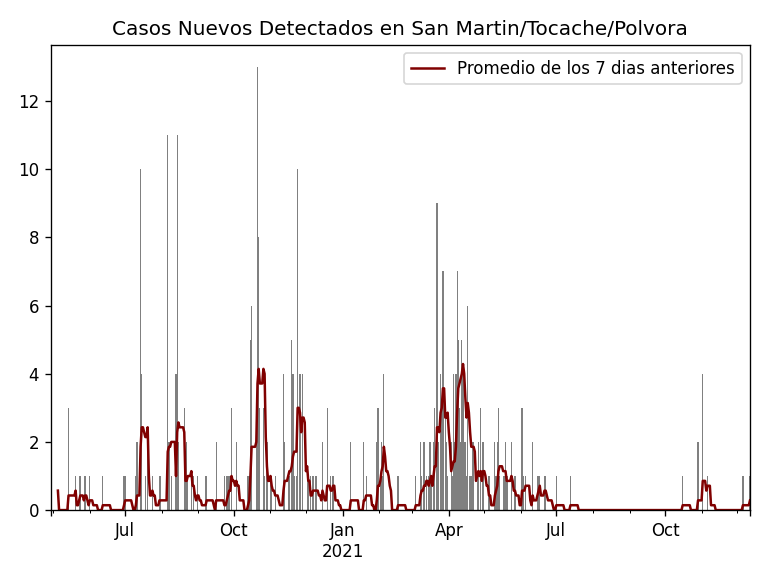 Casos Nuevos Detectados en San Martin/Tocache/Polvora
Promedio de los 7 dias anteriores
12
10
8
6
4
2
0
Jul Oct Jan Apr Jul Oct
2021